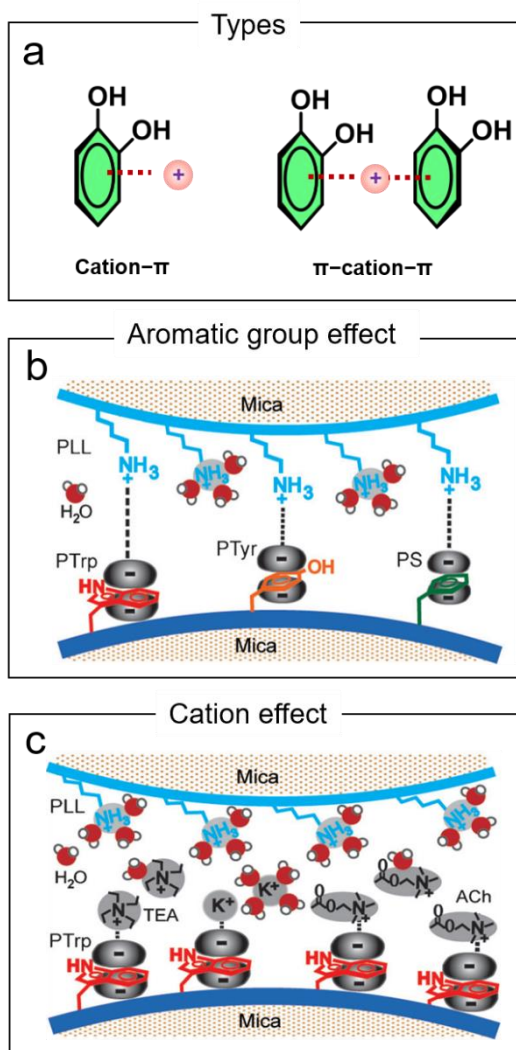 Types
a
OH
OH
OH
OH
+
+
Cation–π
π–cation–π
Aromatic group effect
b
Mica
PLL
NH3
+
NH3
+
NH3
+
NH3
+
NH3
+
H2O
PTrp
PTyr
PS
HN
OH
-
-
-
-
-
-
Mica
Cation effect
c
Mica
PLL
NH3
+
NH3
+
NH3
+
NH3
+
H2O
N
+
N
+
TEA
K+
K+
O
O
N
+
O
O
N
+
ACh
PTrp
HN
HN
HN
HN
-
-
-
-
-
-
-
-
Mica